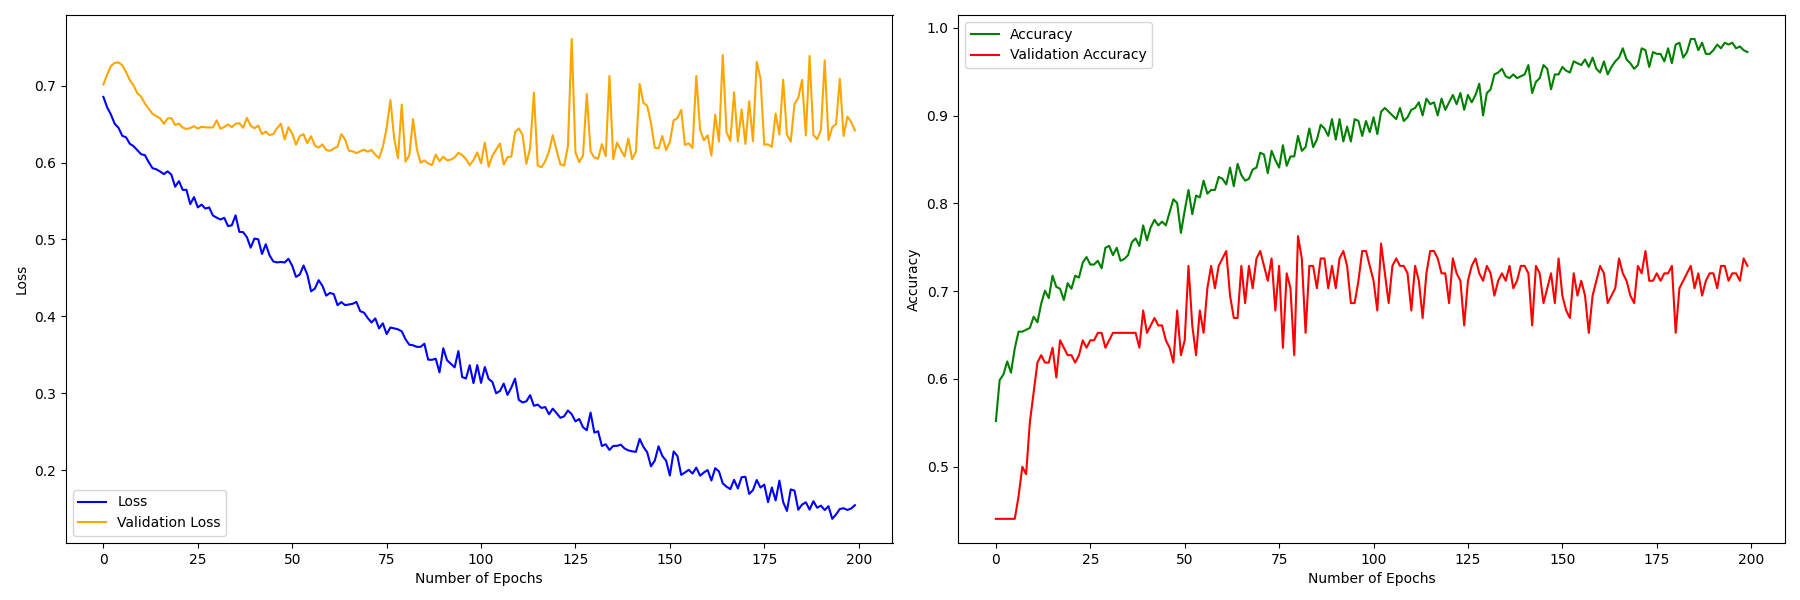 0.7
0.6
0.5
0.4
0.3
0.2
Loss
Loss
Validation Loss
0 25 50 75 100 125 150 175 200
Number of Epochs
1.0
0.9
0.8
0.7
0.6
0.5
Accuracy
Accuracy
Validation Accuracy
0 25 50 75 100 125 150 175 200
Number of Epochs